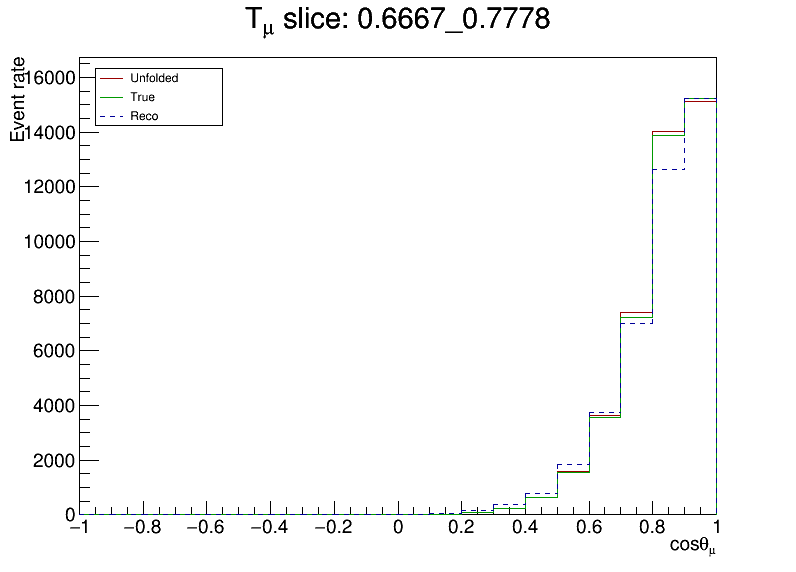 Tμ slice: 0.6667_0.7778
Event rate
16000
14000
12000
10000
8000
6000
4000
2000
0
Unfolded
True
Reco
−1 −0.8 −0.6 −0.4 −0.2 0 0.2 0.4 0.6 0.8 1
cosθμ